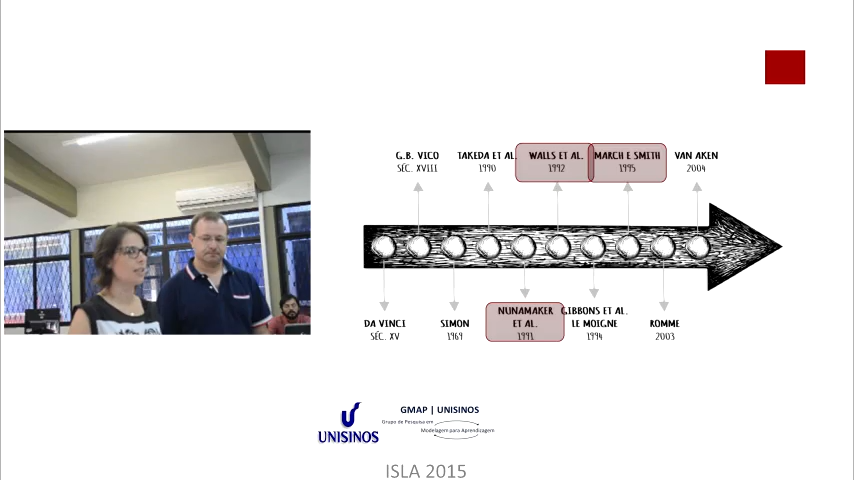 G.B. VICO
SÉC. XVIII
TAKEDA ET AL.
1990
WALLS ET AL.
1992
MARCH E SMITH
1995
VAN AKEN
2004
DA VINCI
SÉC. XV
SIMON
1969
NUNAMAKER
ET AL.
1991
GIBBONS ET AL.
LE MOIGNE
1994
ROMME
2003
UNISINOS
GMAP | UNISINOS
Grupo de Pesquisa em
Modelagem para Aprendizagem
ISLA 2015